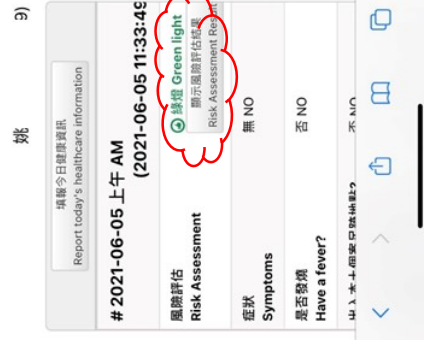 姚
9)
填報今日健康資訊
Report today's healthcare information
# 2021-06-05 上午 AM
(2021-06-05 11:33:49
風險評估
Risk Assessment
綠燈 Green light
顯示風險評估結果
Risk Assessment Result
症狀
Symptoms
無 NO
是否發燒
Have a fever?
否 NO